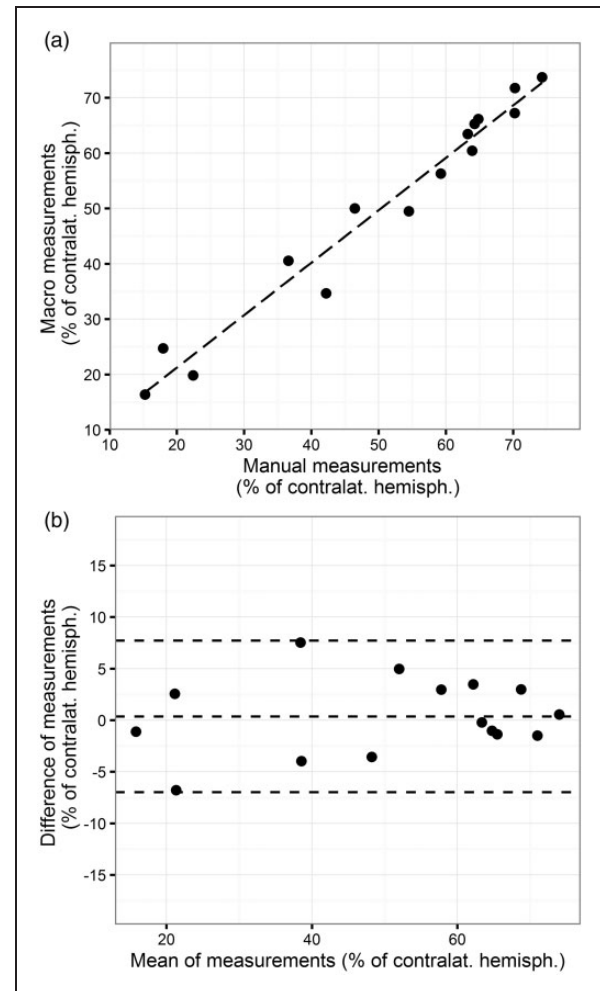 (a)
Macro measurements
(% of contralat. hemisph.)
70
60
50
40
30
20
10
10 20 30 40 50 60 70
Manual measurements
(% of contralat. hemisph.)
(b)
Difference of measurements
(% of contralat. hemisph.)
15
10
5
0
-5
-10
-15
20 40 60
Mean of measurements (% of contralat. hemisph.)